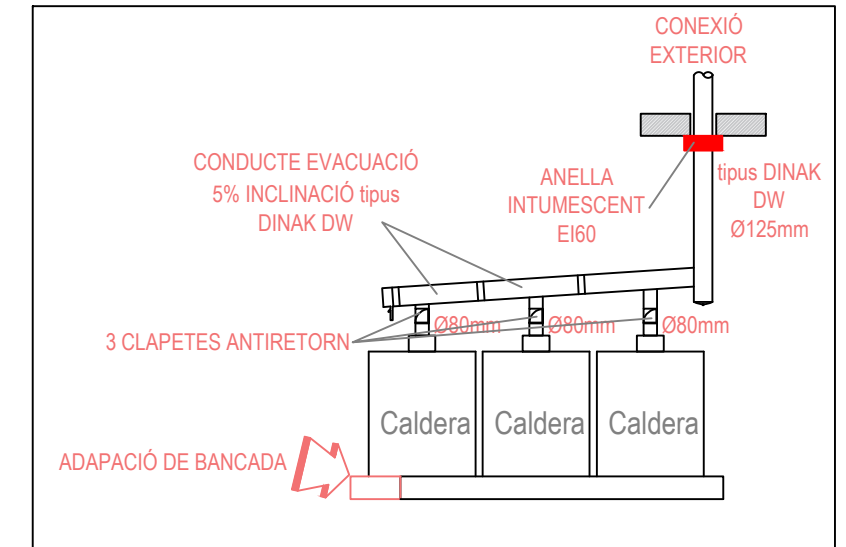 CONEXIÓ
EXTERIOR
CONDUCTE EVACUACIÓ
5% INCLINACIÓ tipus
DINAK DW
ANELLA
INTUMESCENT
EI60
tipus DINAK
DW
Ø125mm
3 CLAPETES ANTIRETORN
Ø80mm
Ø80mm
Ø80mm
Caldera
Caldera
Caldera
ADAPACIÓ DE BANCADA